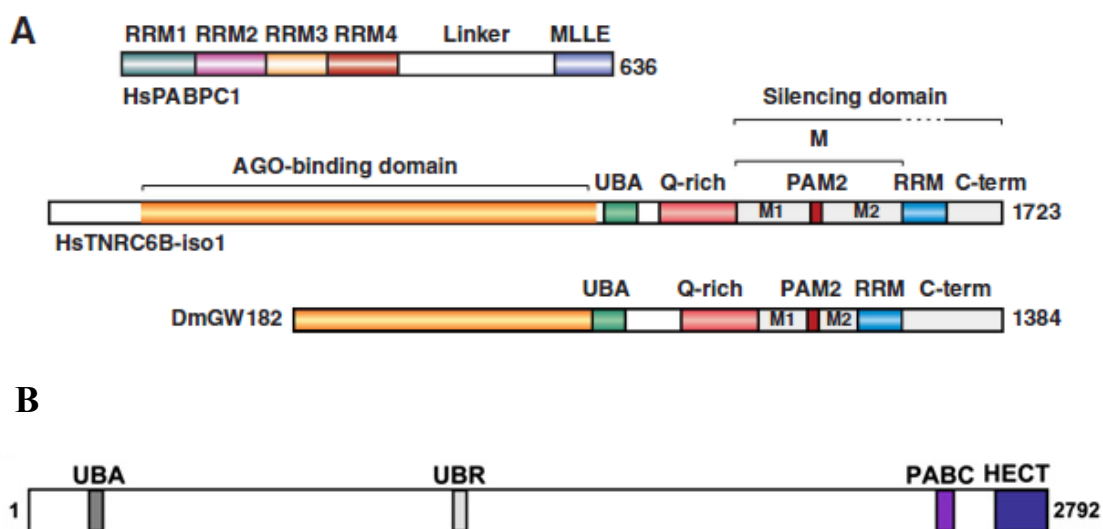 A
RRM1 RRM2 RRM3 RRM4 Linker MLLE
636
HsPABPC1
Silencing domain
M
AGO-binding domain
UBA Q-rich PAM2 RRM C-term
M1 M2 1723
HsTNRC6B-iso1
UBA Q-rich PAM2 RRM C-term
DmGW182 M1 M2 1384
B
UBA UBR PABC HECT
1 2792